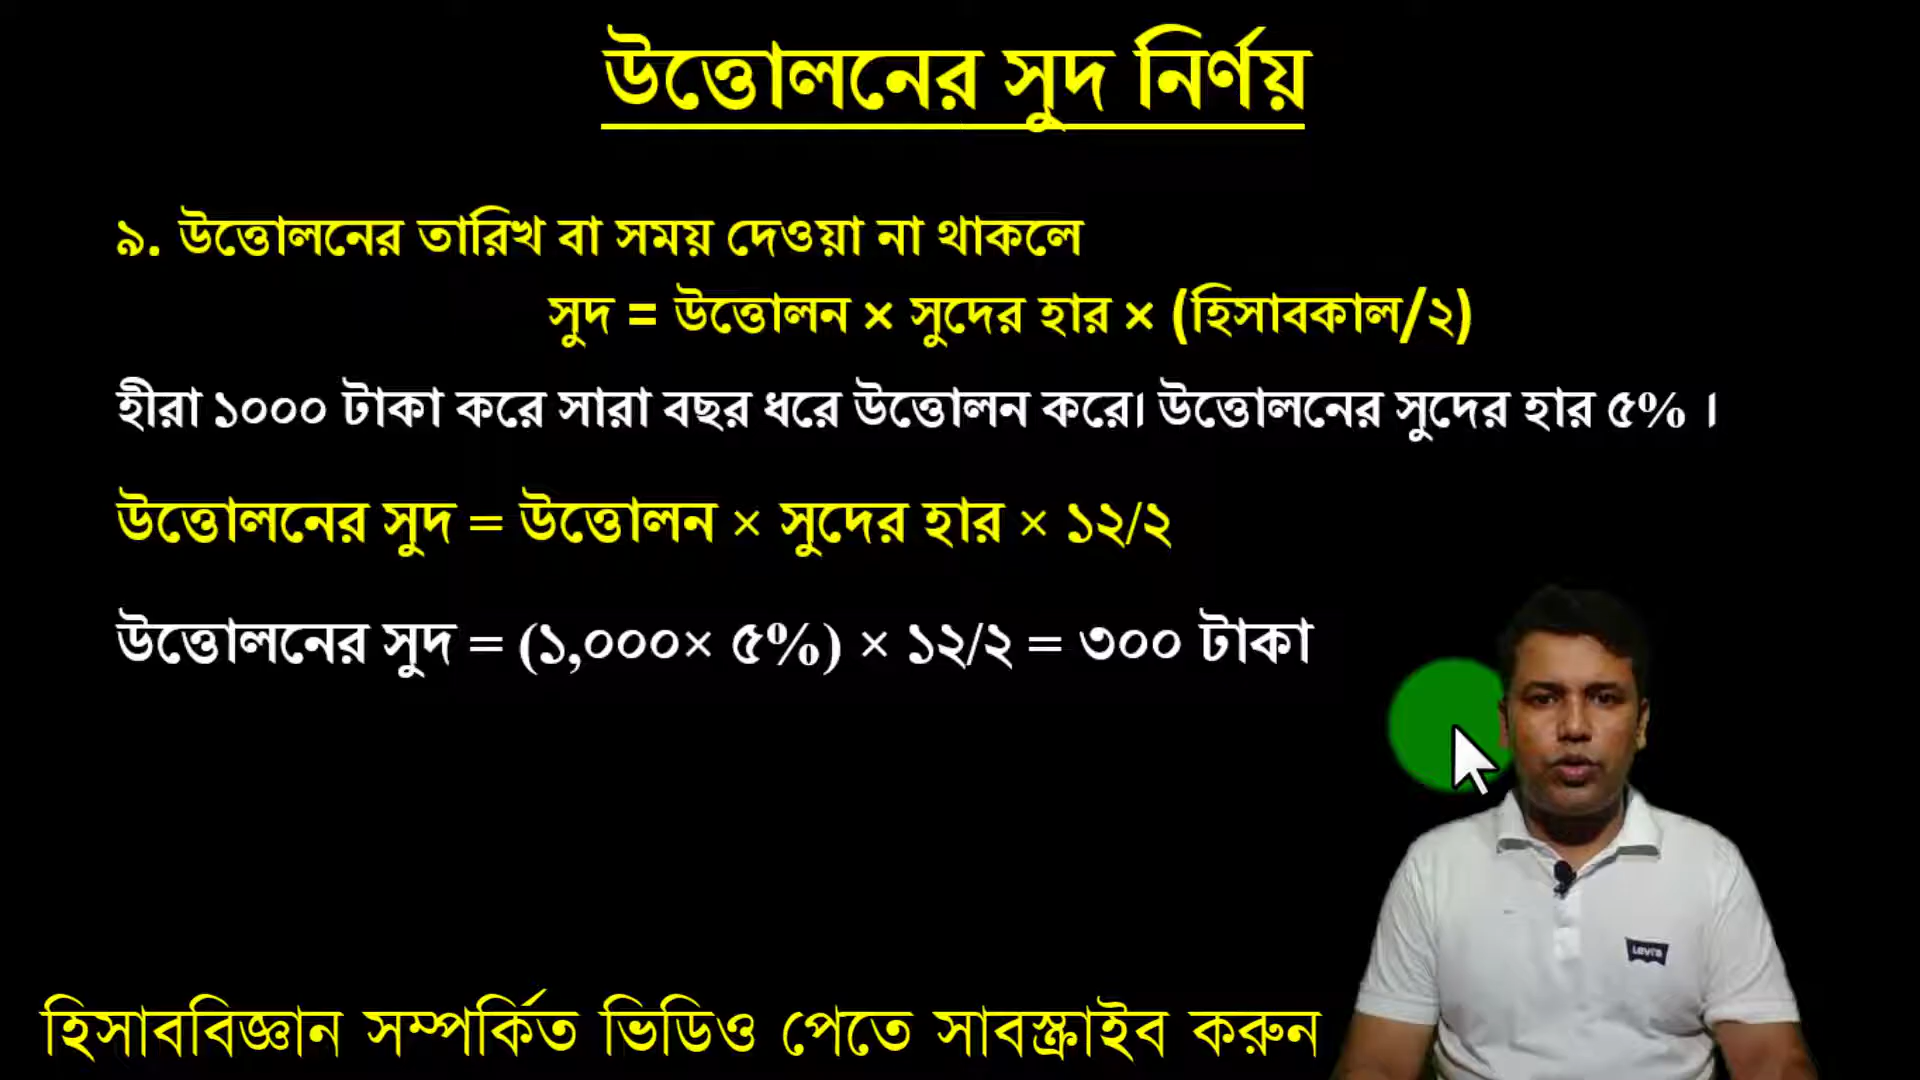 উত্তোলনের সুদ নির্ণয়
৯. উত্তোলনের তারিখ বা সময় দেওয়া না থাকলে
সুদ = উত্তোলন × সুদের হার × (হিসাবকাল/২)
হীরা ১০০০ টাকা করে সারা বছর ধরে উত্তোলন করে। উত্তোলনের সুদের হার ৫% ।
উত্তোলনের সুদ = উত্তোলন × সুদের হার × ১২/২
উত্তোলনের সুদ = (১,০০০× ৫%) × ১২/২ = ৩০০ টাকা
Levi's
হিসাববিজ্ঞান সম্পর্কিত ভিডিও পেতে সাবস্ক্রাইব করুন